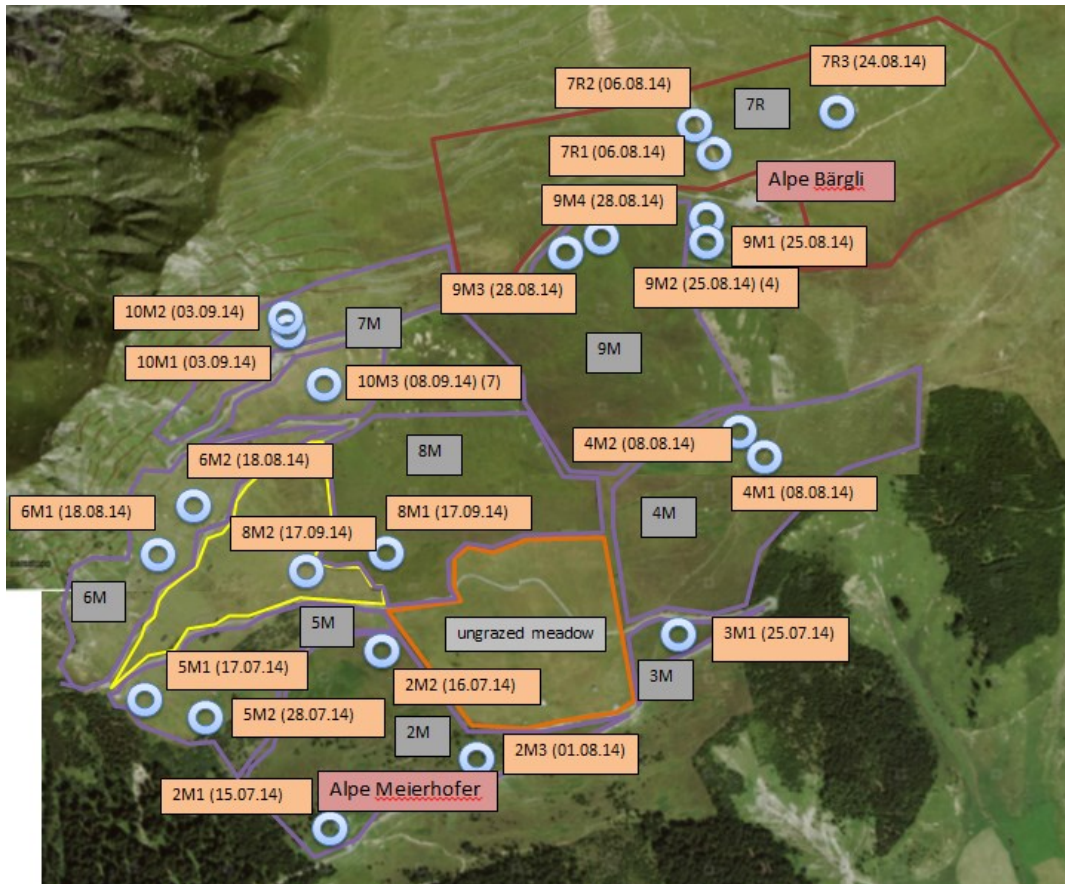 7R3 (24.08.14)
7R2 (06.08.14)
7R
7R1 (06.08.14)
Alpe Bärgli
9M4 (28.08.14)
9M1 (25.08.14)
9M3 (28.08.14)
9M2 (25.08.14) (4)
10M2 (03.09.14)
7M
10M1 (03.09.14)
9M
10M3 (08.09.14) (7)
4M2 (08.08.14)
8M
6M2 (18.08.14)
4M1 (08.08.14)
6M1 (18.08.14)
8M1 (17.09.14)
4M
8M2 (17.09.14)
6M
5M
ungrazed meadow
3M1 (25.07.14)
5M1 (17.07.14)
3M
2M2 (16.07.14)
5M2 (28.07.14)
2M
2M3 (01.08.14)
2M1 (15.07.14)
Alpe Meierhofer